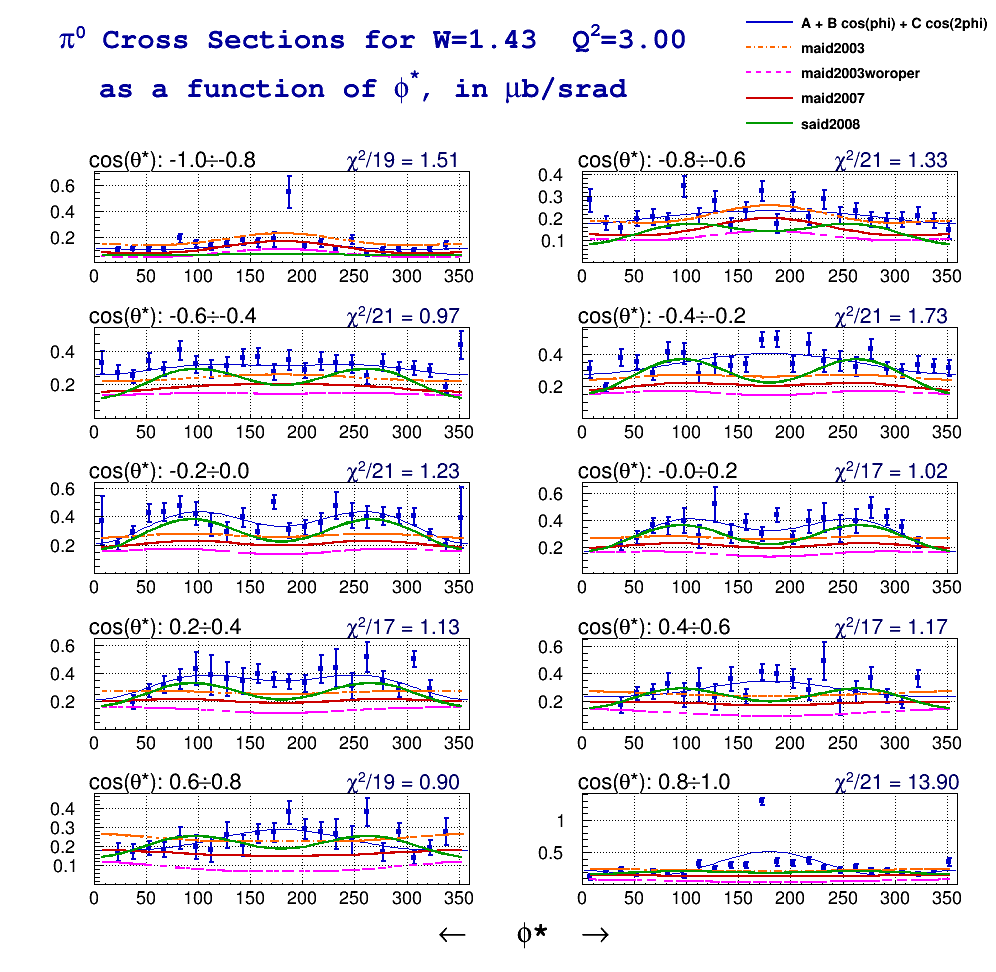 π⁰ Cross Sections for W=1.43 Q²=3.00
as a function of ϕ*, in μb/srad
A + B cos(phi) + C cos(2phi)
maid2003
maid2003woroper
maid2007
said2008
cos(θ*): -1.0÷-0.8 χ²/19 = 1.51
0.6
0.4
0.2
0 50 100 150 200 250 300 350
cos(θ*): -0.8÷-0.6 χ²/21 = 1.33
0.4
0.3
0.2
0.1
0 50 100 150 200 250 300 350
cos(θ*): -0.6÷-0.4 χ²/21 = 0.97
0.4
0.2
0 50 100 150 200 250 300 350
cos(θ*): -0.4÷-0.2 χ²/21 = 1.73
0.4
0.2
0 50 100 150 200 250 300 350
cos(θ*): -0.2÷0.0 χ²/21 = 1.23
0.6
0.4
0.2
0 50 100 150 200 250 300 350
cos(θ*): -0.0÷0.2 χ²/17 = 1.02
0.6
0.4
0.2
0 50 100 150 200 250 300 350
cos(θ*): 0.2÷0.4 χ²/17 = 1.13
0.6
0.4
0.2
0 50 100 150 200 250 300 350
cos(θ*): 0.4÷0.6 χ²/17 = 1.17
0.6
0.4
0.2
0 50 100 150 200 250 300 350
cos(θ*): 0.6÷0.8 χ²/19 = 0.90
0.4
0.3
0.2
0.1
0 50 100 150 200 250 300 350
cos(θ*): 0.8÷1.0 χ²/21 = 13.90
1
0.5
0 50 100 150 200 250 300 350
← ϕ* →